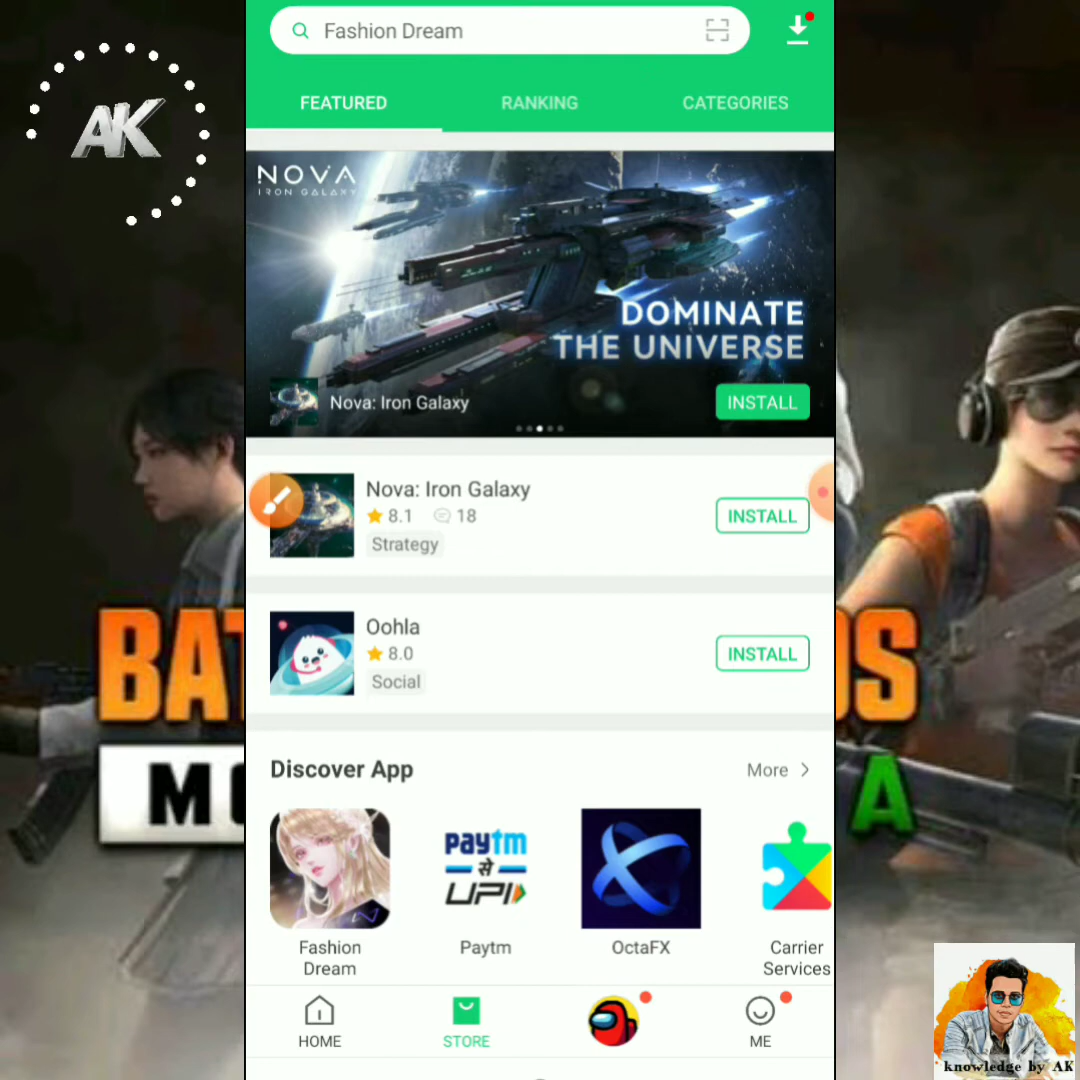 Fashion Dream
AK
FEATURED
RANKING
CATEGORIES
NOVA
IRON GALAXY
DOMINATE
THE UNIVERSE
Nova: Iron Galaxy
INSTALL
Nova: Iron Galaxy
8.1
18
Strategy
INSTALL
Oohla
8.0
Social
INSTALL
BAT
DS
M
A
Discover App
More
paytm
से
UPI
Fashion
Dream
Paytm
OctaFX
Carrier
Services
HOME
STORE
ME
knowledge by AK